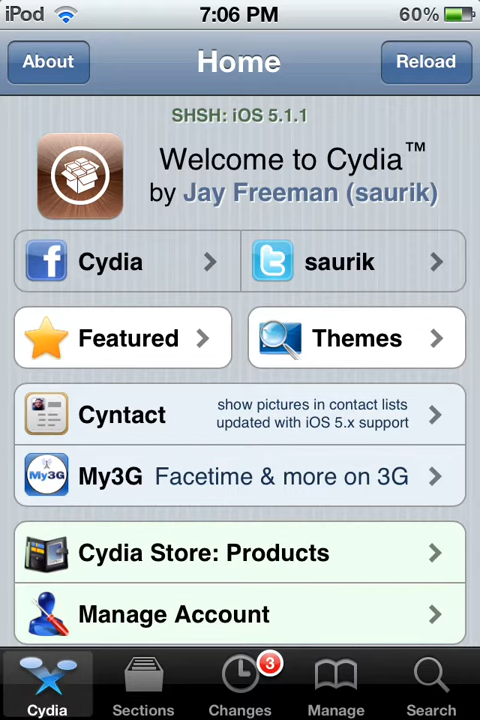 iPod 7:06 PM 60%
About Home Reload
SHSH: iOS 5.1.1
Welcome to Cydia™
by Jay Freeman (saurik)
Cydia saurik
Featured Themes
Cyntact show pictures in contact lists
updated with iOS 5.x support
My3G My3G Facetime & more on 3G
Cydia Store: Products
Manage Account
3
Cydia Sections Changes Manage Search